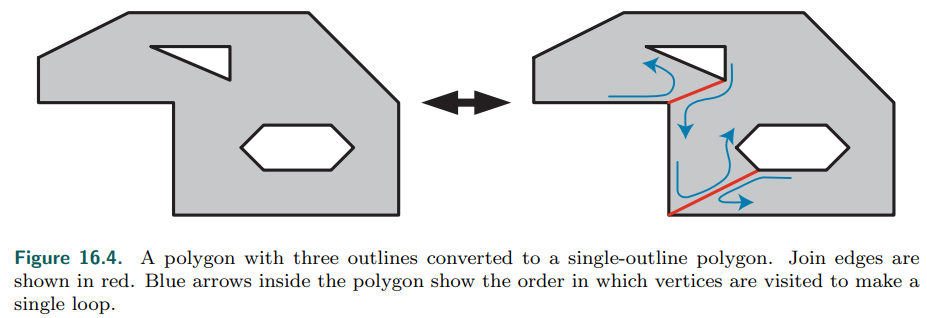 Figure 16.4. A polygon with three outlines converted to a single-outline polygon. Join edges are
shown in red. Blue arrows inside the polygon show the order in which vertices are visited to make a
single loop.